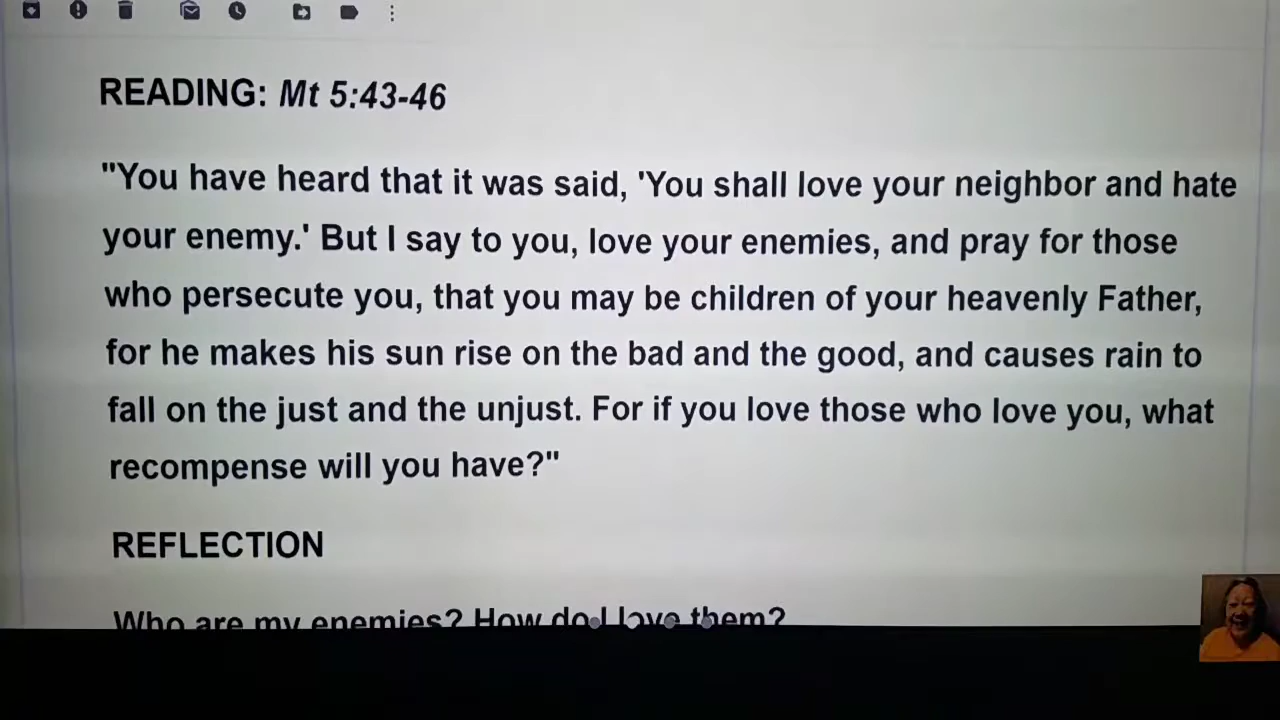 READING: Mt 5:43-46
"You have heard that it was said, 'You shall love your neighbor and hate
your enemy.' But I say to you, love your enemies, and pray for those
who persecute you, that you may be children of your heavenly Father,
for he makes his sun rise on the bad and the good, and causes rain to
fall on the just and the unjust. For if you love those who love you, what
recompense will you have?"
REFLECTION
Who are my enemies? How do I love them?